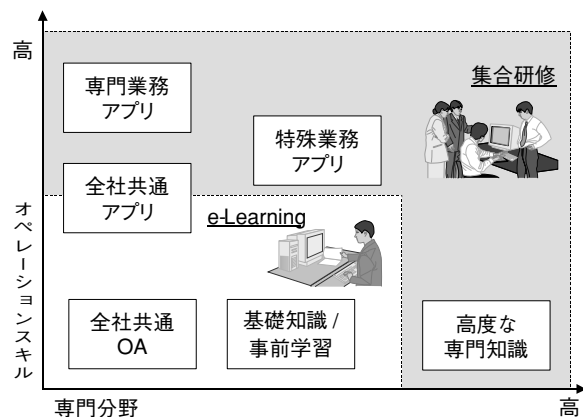 高
専門業務
アプリ
集合研修
特殊業務
アプリ
全社共通
アプリ
e-Learning
オペレーションスキル
全社共通
OA
基礎知識 /
事前学習
高度な
専門知識
専門分野
高